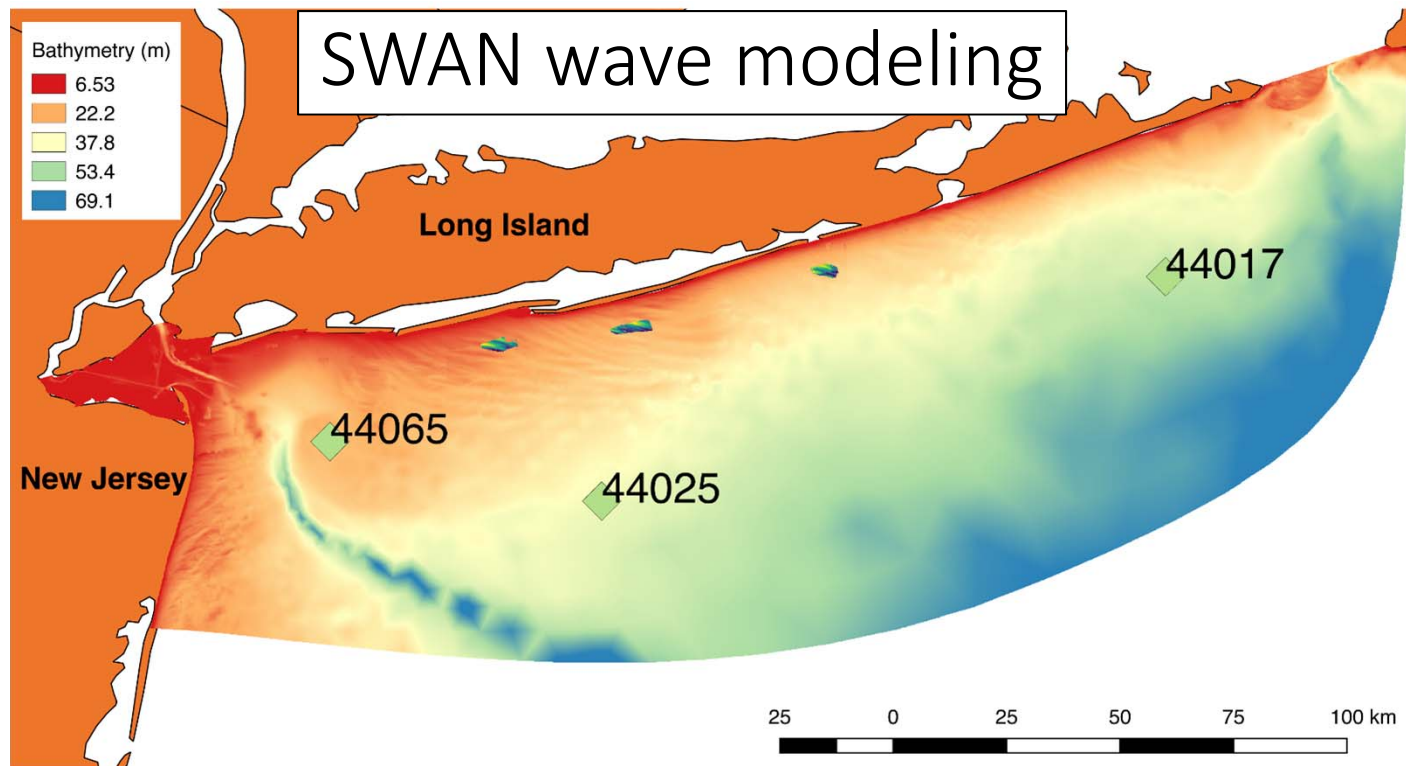 SWAN wave modeling
Bathymetry (m)
6.53
22.2
37.8
53.4
69.1
Long Island
44017
44065
44025
New Jersey
25 0 25 50 75 100 km